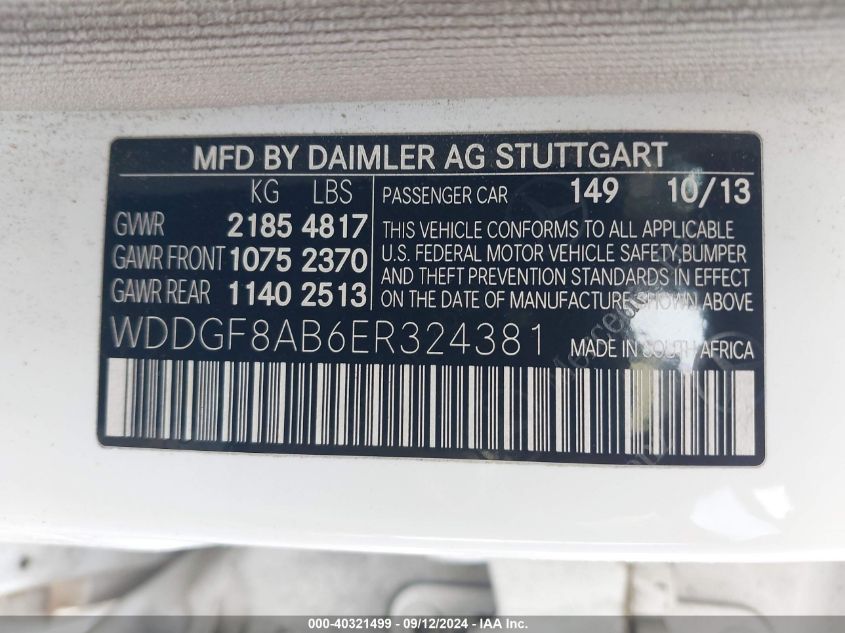 MFD BY DAIMLER AG STUTTGART
KG LBS
GVWR 2185 4817
GAWR FRONT 1075 2370
GAWR REAR 1140 2513
PASSENGER CAR 149 10/13
THIS VEHICLE CONFORMS TO ALL APPLICABLE
U.S. FEDERAL MOTOR VEHICLE SAFETY,BUMPER
AND THEFT PREVENTION STANDARDS IN EFFECT
ON THE DATE OF MANUFACTURE SHOWN ABOVE
WDDGF8AB6ER324381 MADE IN SOUTH AFRICA
000-40321499 - 09/12/2024 - IAA Inc.